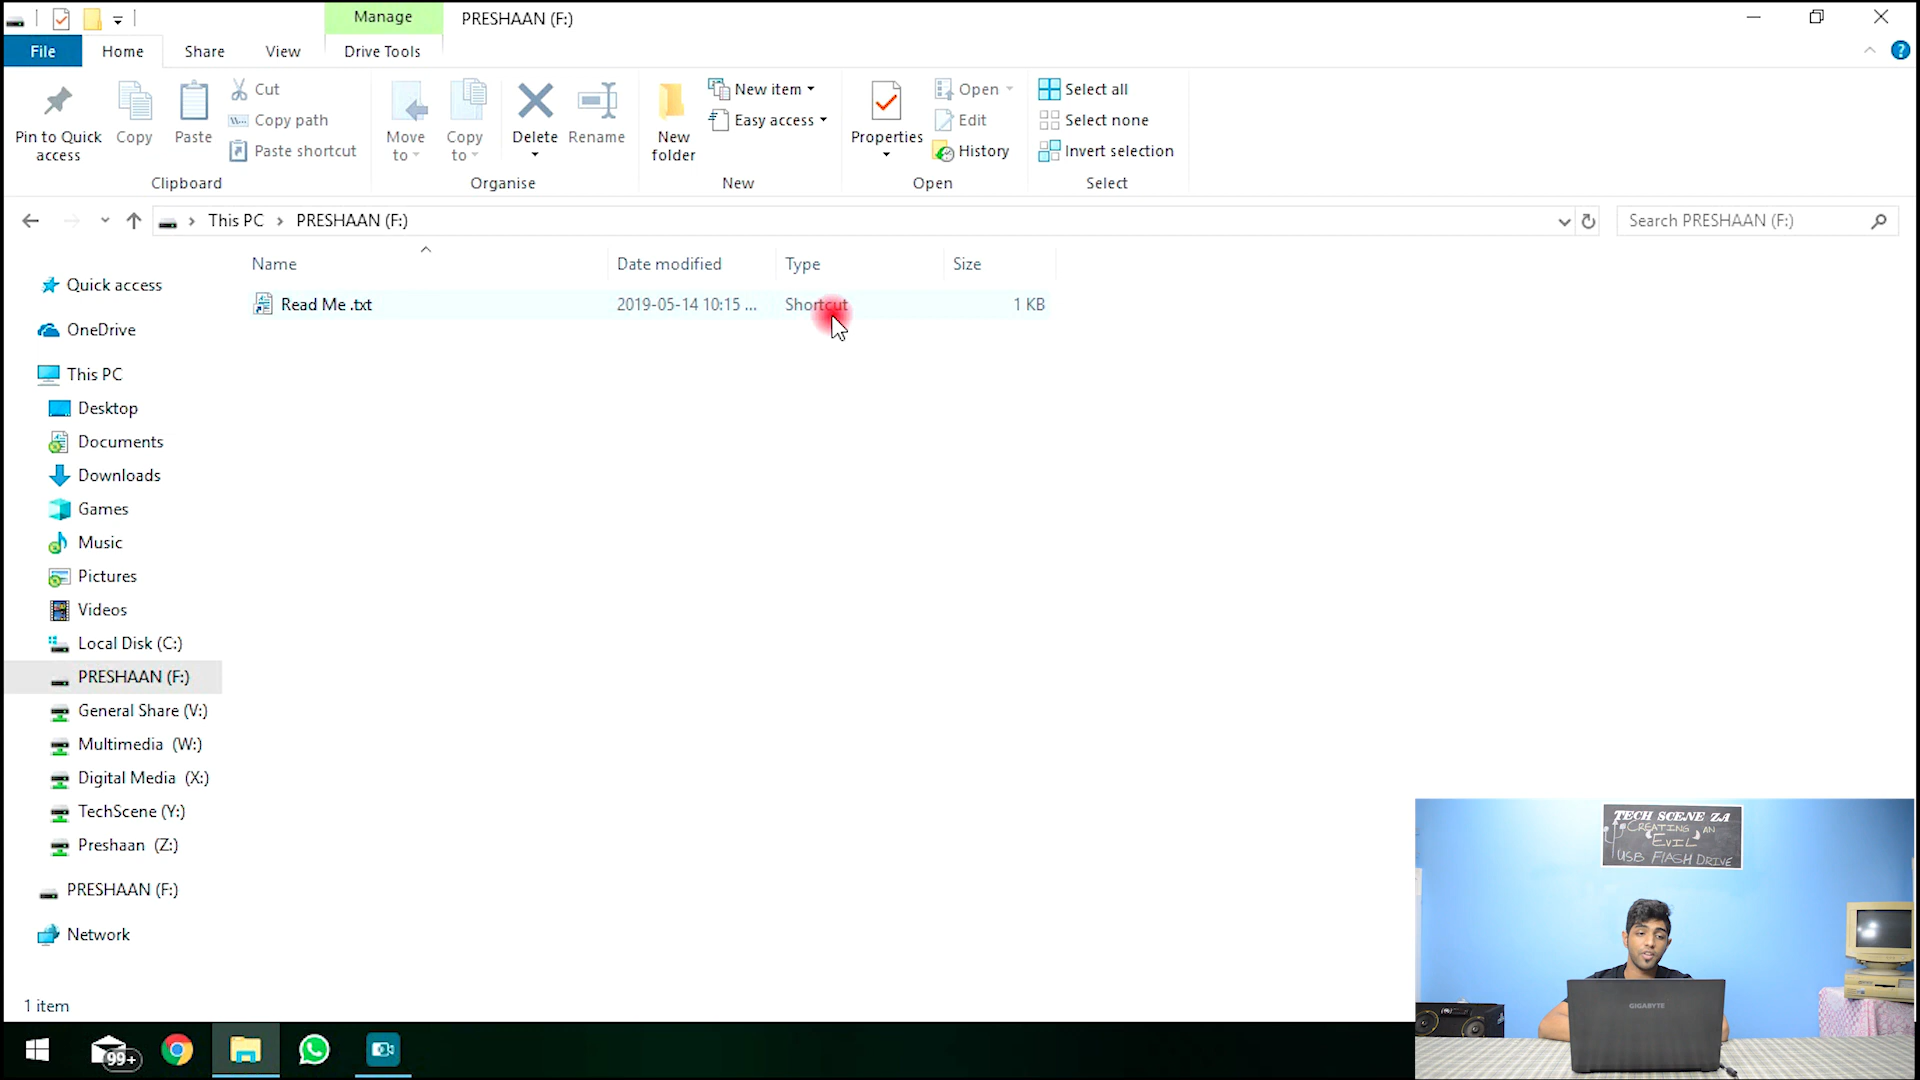 Manage
PRESHAAN (F:)
File
Home
Share
View
Drive Tools
Pin to Quick access
Copy
Paste
Cut
Copy path
Paste shortcut
Clipboard
Move to
Copy to
Delete
Rename
Organise
New folder
New item
Easy access
New
Properties
Open
Edit
History
Open
Select all
Select none
Invert selection
Select
This PC
PRESHAAN (F:)
Search PRESHAAN (F:)
Name
Date modified
Type
Size
Read Me .txt
2019-05-14 10:15 ...
Shortcut
1 KB
Quick access
OneDrive
This PC
Desktop
Documents
Downloads
Games
Music
Pictures
Videos
Local Disk (C:)
PRESHAAN (F:)
General Share (V:)
Multimedia (W:)
Digital Media (X:)
TechScene (Y:)
Preshaan (Z:)
PRESHAAN (F:)
Network
1 item
99+
TECH SCENE ZA
CREATING AN
"EVIL"
USB FLASH DRIVE
GIGABYTE